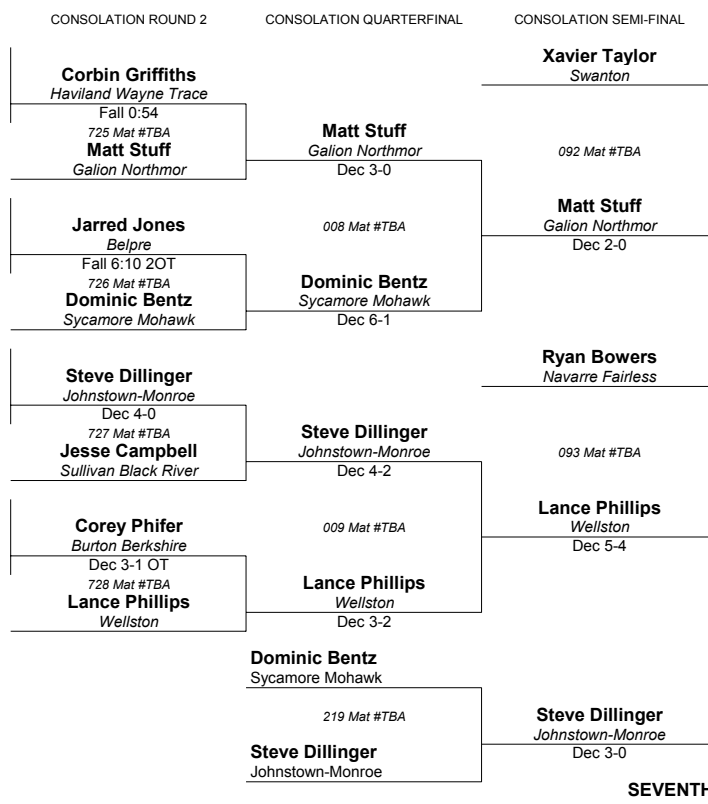 CONSOLATION ROUND 2
CONSOLATION QUARTERFINAL
CONSOLATION SEMI-FINAL
Corbin Griffiths
Haviland Wayne Trace
Fall 0:54
725 Mat #TBA
Matt Stuff
Galion Northmor
Jarred Jones
Belpre
Fall 6:10 2OT
726 Mat #TBA
Dominic Bentz
Sycamore Mohawk
Steve Dillinger
Johnstown-Monroe
Dec 4-0
727 Mat #TBA
Jesse Campbell
Sullivan Black River
Corey Phifer
Burton Berkshire
Dec 3-1 OT
728 Mat #TBA
Lance Phillips
Wellston
Matt Stuff
Galion Northmor
Dec 3-0
008 Mat #TBA
Dominic Bentz
Sycamore Mohawk
Dec 6-1
Steve Dillinger
Johnstown-Monroe
Dec 4-2
009 Mat #TBA
Lance Phillips
Wellston
Dec 3-2
Xavier Taylor
Swanton
092 Mat #TBA
Matt Stuff
Galion Northmor
Dec 2-0
Ryan Bowers
Navarre Fairless
093 Mat #TBA
Lance Phillips
Wellston
Dec 5-4
Dominic Bentz
Sycamore Mohawk
219 Mat #TBA
Steve Dillinger
Johnstown-Monroe
Steve Dillinger
Johnstown-Monroe
Dec 3-0
SEVENTH